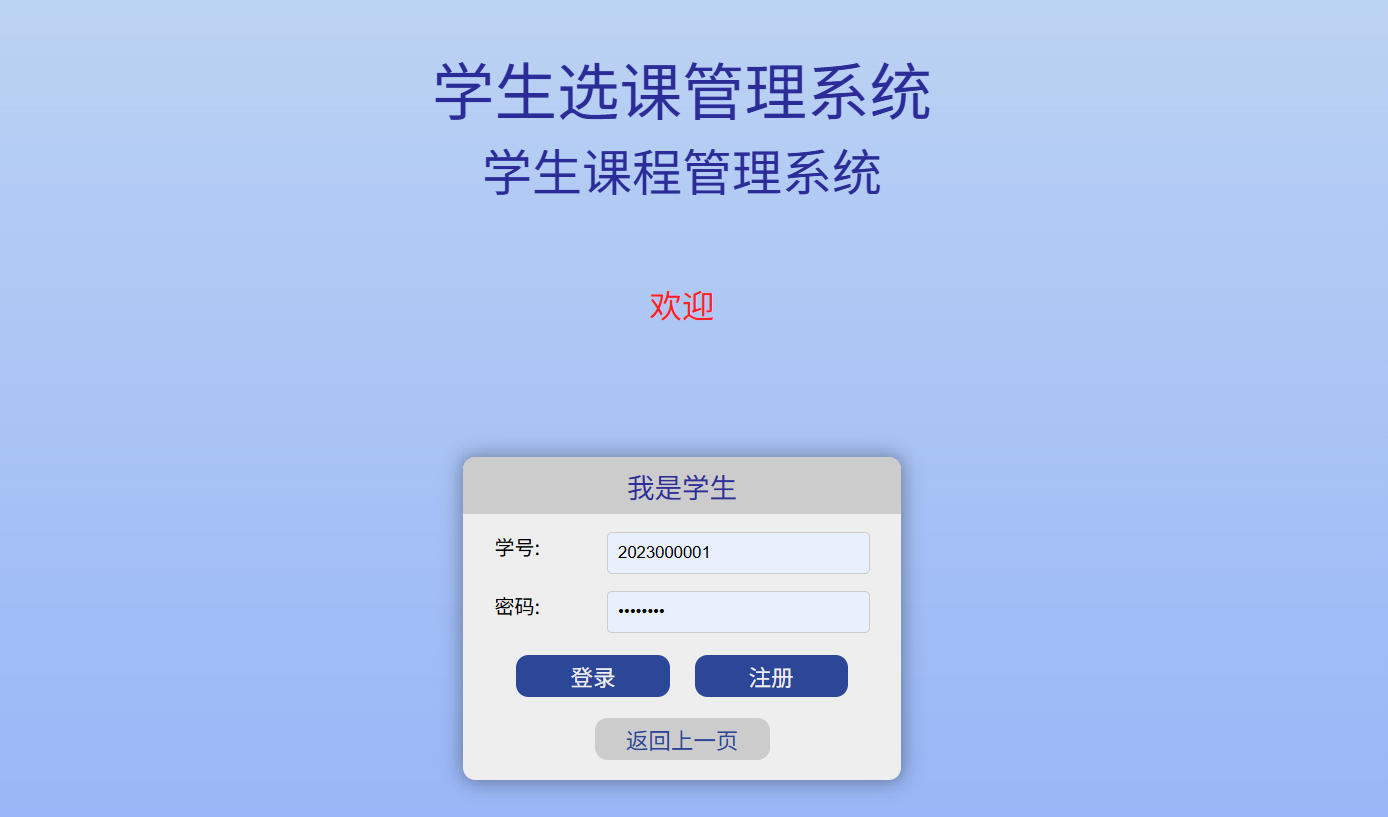 学生选课管理系统
学生课程管理系统
欢迎
我是学生
学号: 2023000001
密码: ••••••••
登录 注册
返回上一页